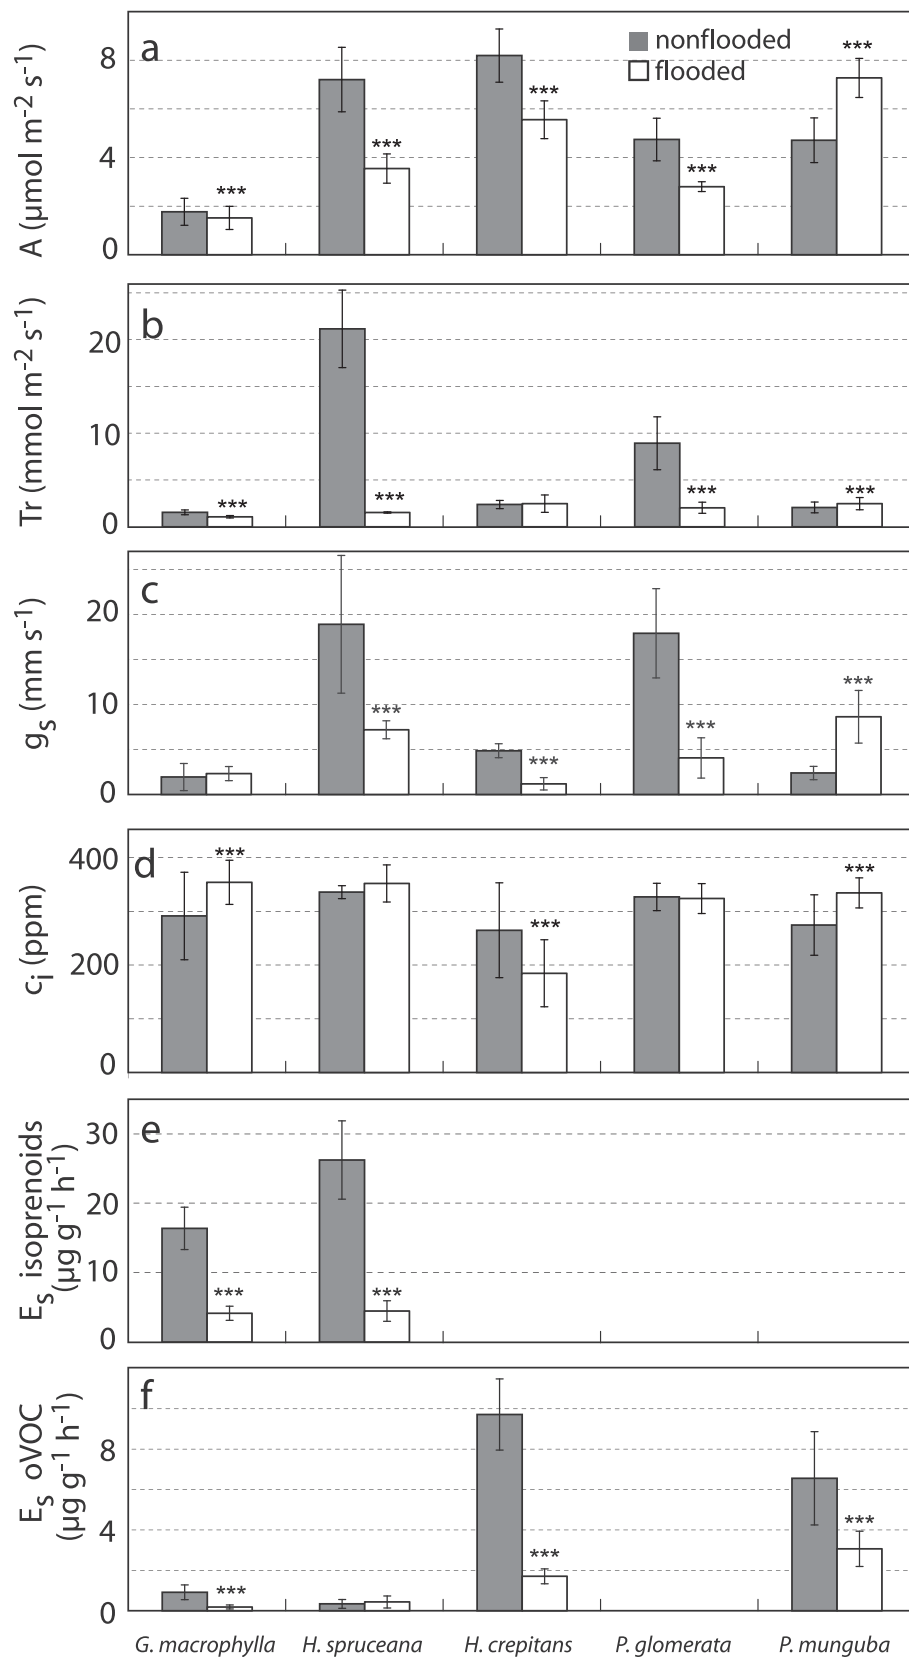 a
nonflooded
flooded
A (µmol m⁻² s⁻¹)
8
4
0
***
***
***
***
***
b
Tr (mmol m⁻² s⁻¹)
20
10
0
***
***
***
***
c
gs (mm s⁻¹)
20
10
0
***
***
***
***
d
ci (ppm)
400
200
0
***
***
***
e
Es isoprenoids
(µg g⁻¹ h⁻¹)
30
20
10
0
***
***
f
Es oVOC
(µg g⁻¹ h⁻¹)
8
4
0
***
***
***
G. macrophylla H. spruceana H. crepitans P. glomerata P. munguba